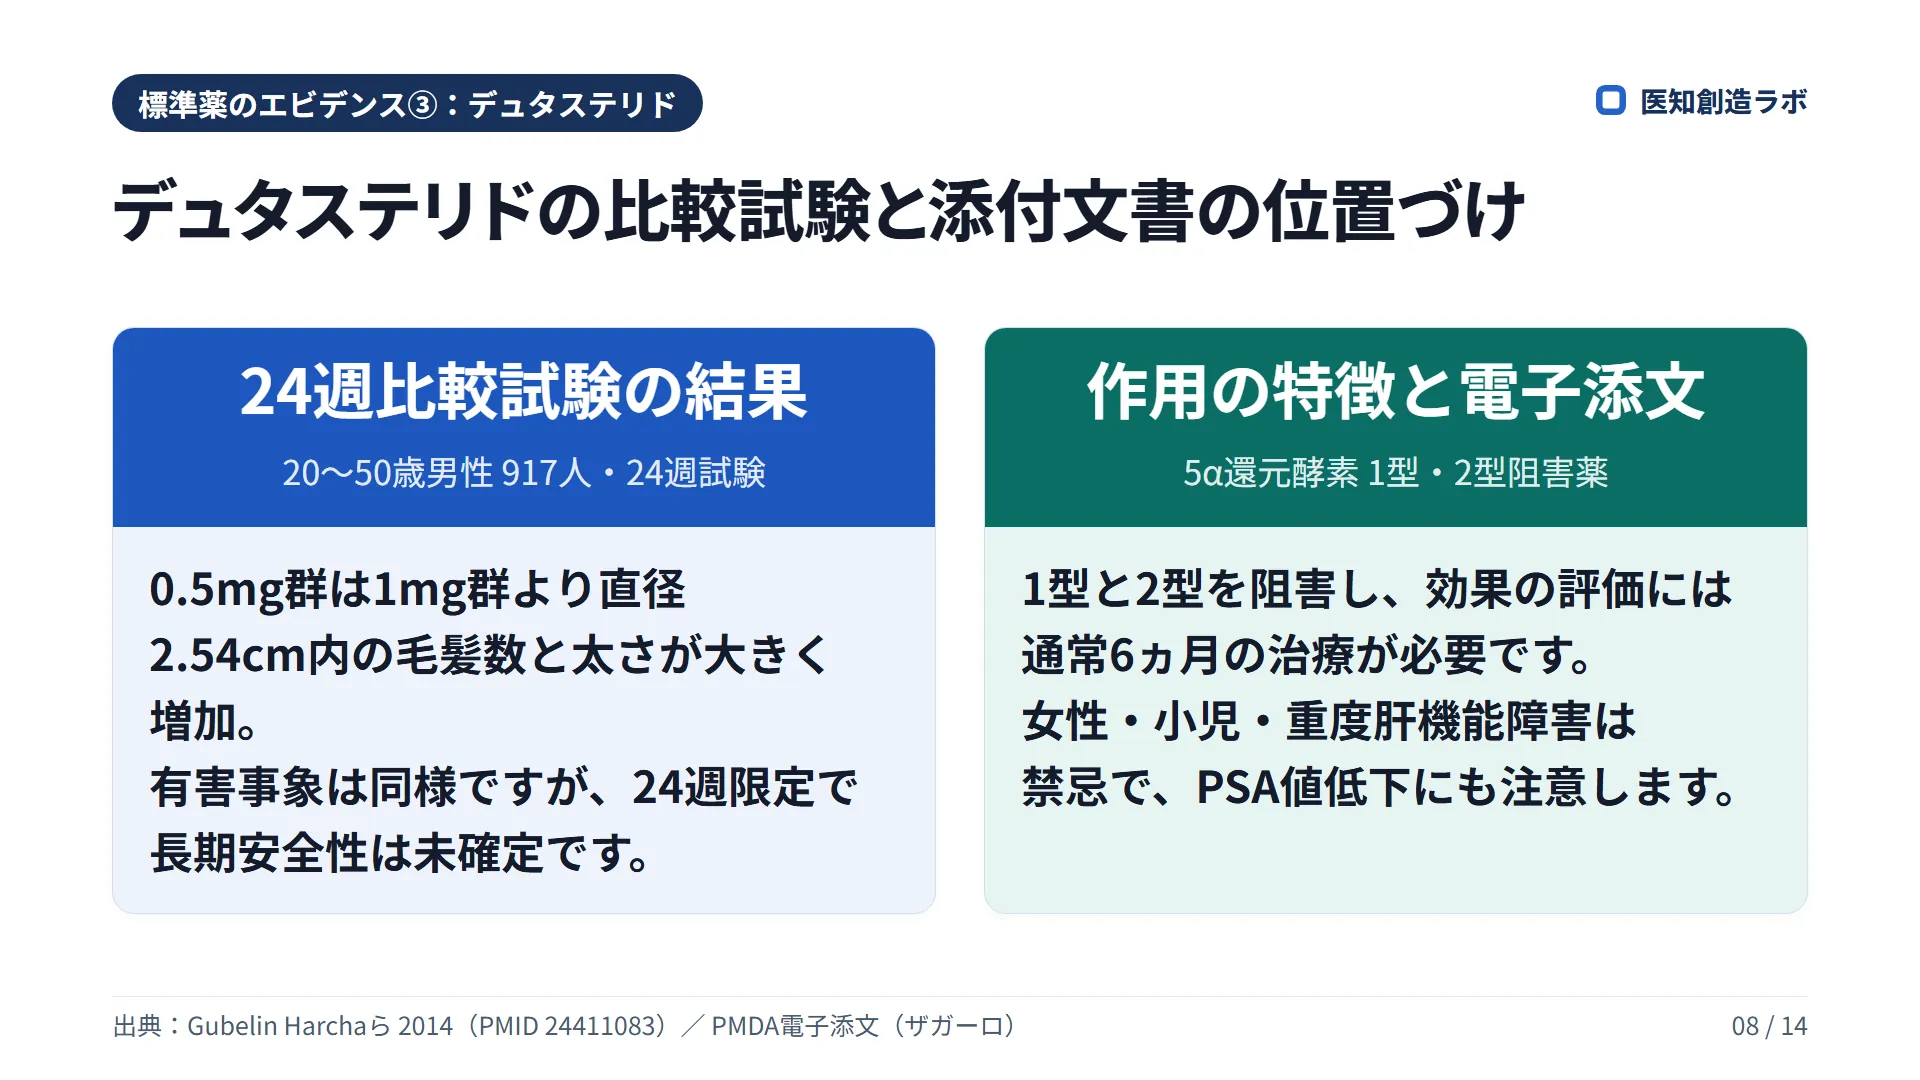 標準薬のエビデンス③：デュタステリド
医知創造ラボ
デュタステリドの比較試験と添付文書の位置づけ
24週比較試験の結果
20〜50歳男性 917人・24週試験
0.5mg群は1mg群より直径
2.54cm内の毛髪数と太さが大きく
増加。
有害事象は同様ですが、24週限定で
長期安全性は未確定です。
作用の特徴と電子添文
5α還元酵素 1型・2型阻害薬
1型と2型を阻害し、効果の評価には
通常6ヵ月の治療が必要です。
女性・小児・重度肝機能障害は
禁忌で、PSA値低下にも注意します。
出典：Gubelin Harchaら 2014（PMID 24411083）／ PMDA電子添文（ザガーロ）
08 / 14